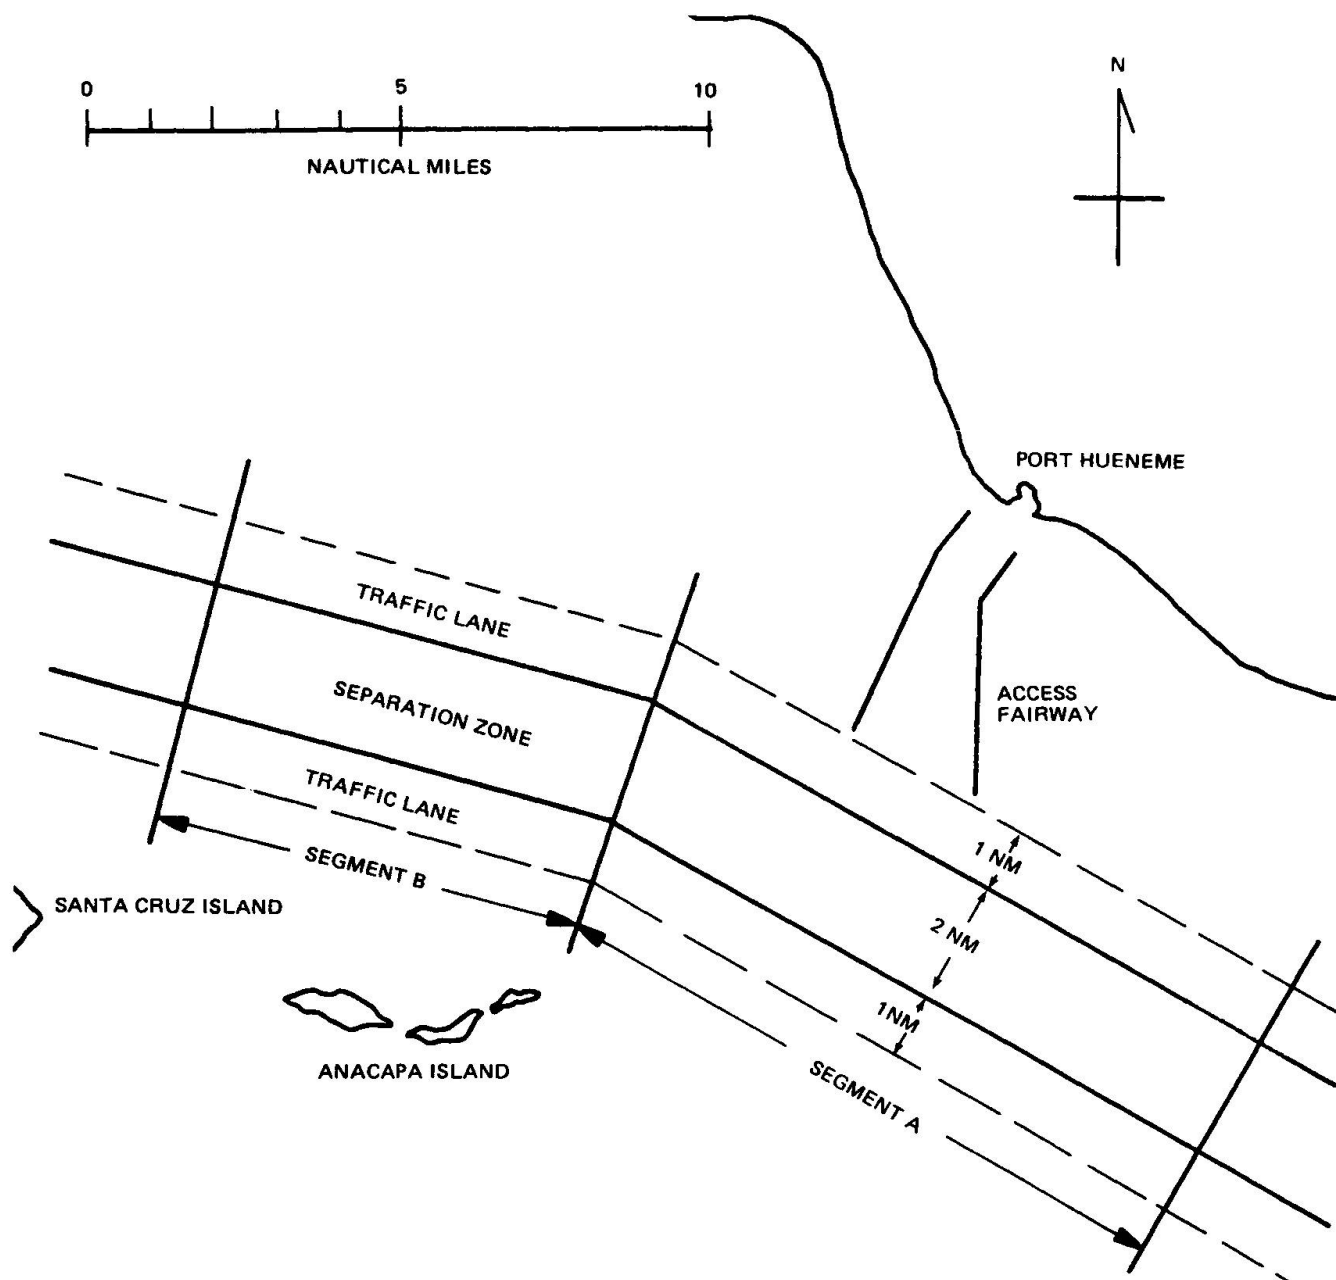 0 5 10
NAUTICAL MILES
N
PORT HUENEME
TRAFFIC LANE
SEPARATION ZONE
ACCESS
FAIRWAY
TRAFFIC LANE
1 NM
SEGMENT B
SANTA CRUZ ISLAND
2 NM
1NM
ANACAPA ISLAND
SEGMENT A